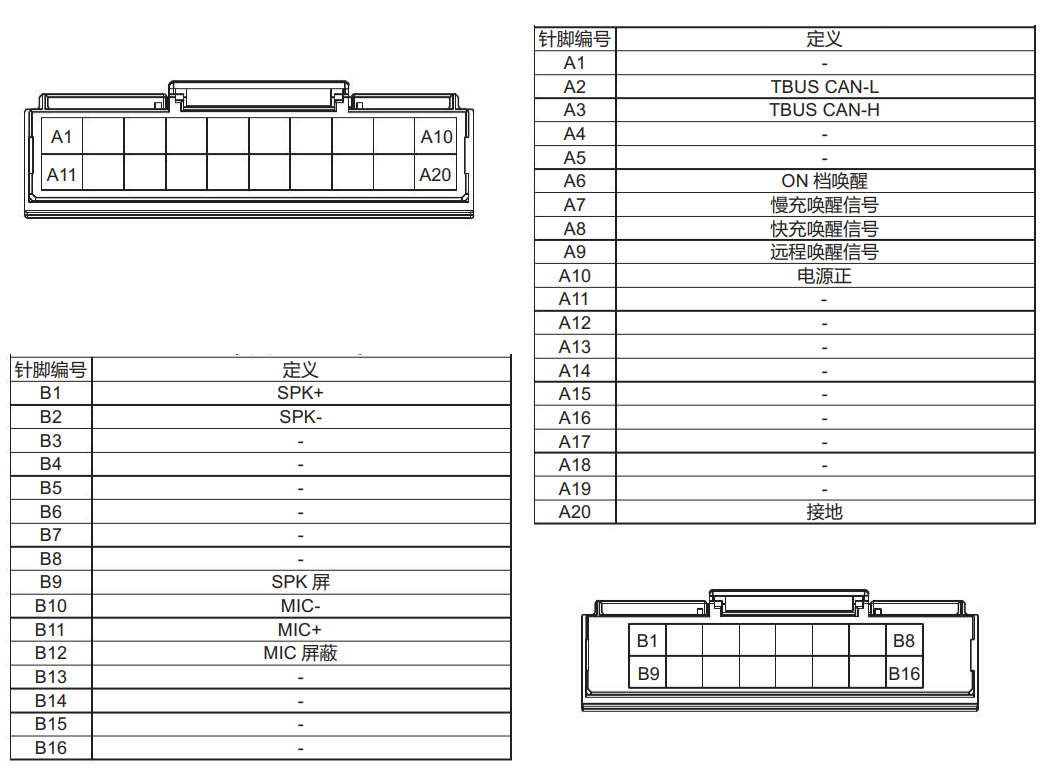 A1 A10
A11 A20
针脚编号 定义
A1 -
A2 TBUS CAN-L
A3 TBUS CAN-H
A4 -
A5 -
A6 ON 档唤醒
A7 慢充唤醒信号
A8 快充唤醒信号
A9 远程唤醒信号
A10 电源正
A11 -
A12 -
A13 -
A14 -
A15 -
A16 -
A17 -
A18 -
A19 -
A20 接地
针脚编号 定义
B1 SPK+
B2 SPK-
B3 -
B4 -
B5 -
B6 -
B7 -
B8 -
B9 SPK 屏
B10 MIC-
B11 MIC+
B12 MIC 屏蔽
B13 -
B14 -
B15 -
B16 -
B1 B8
B9 B16